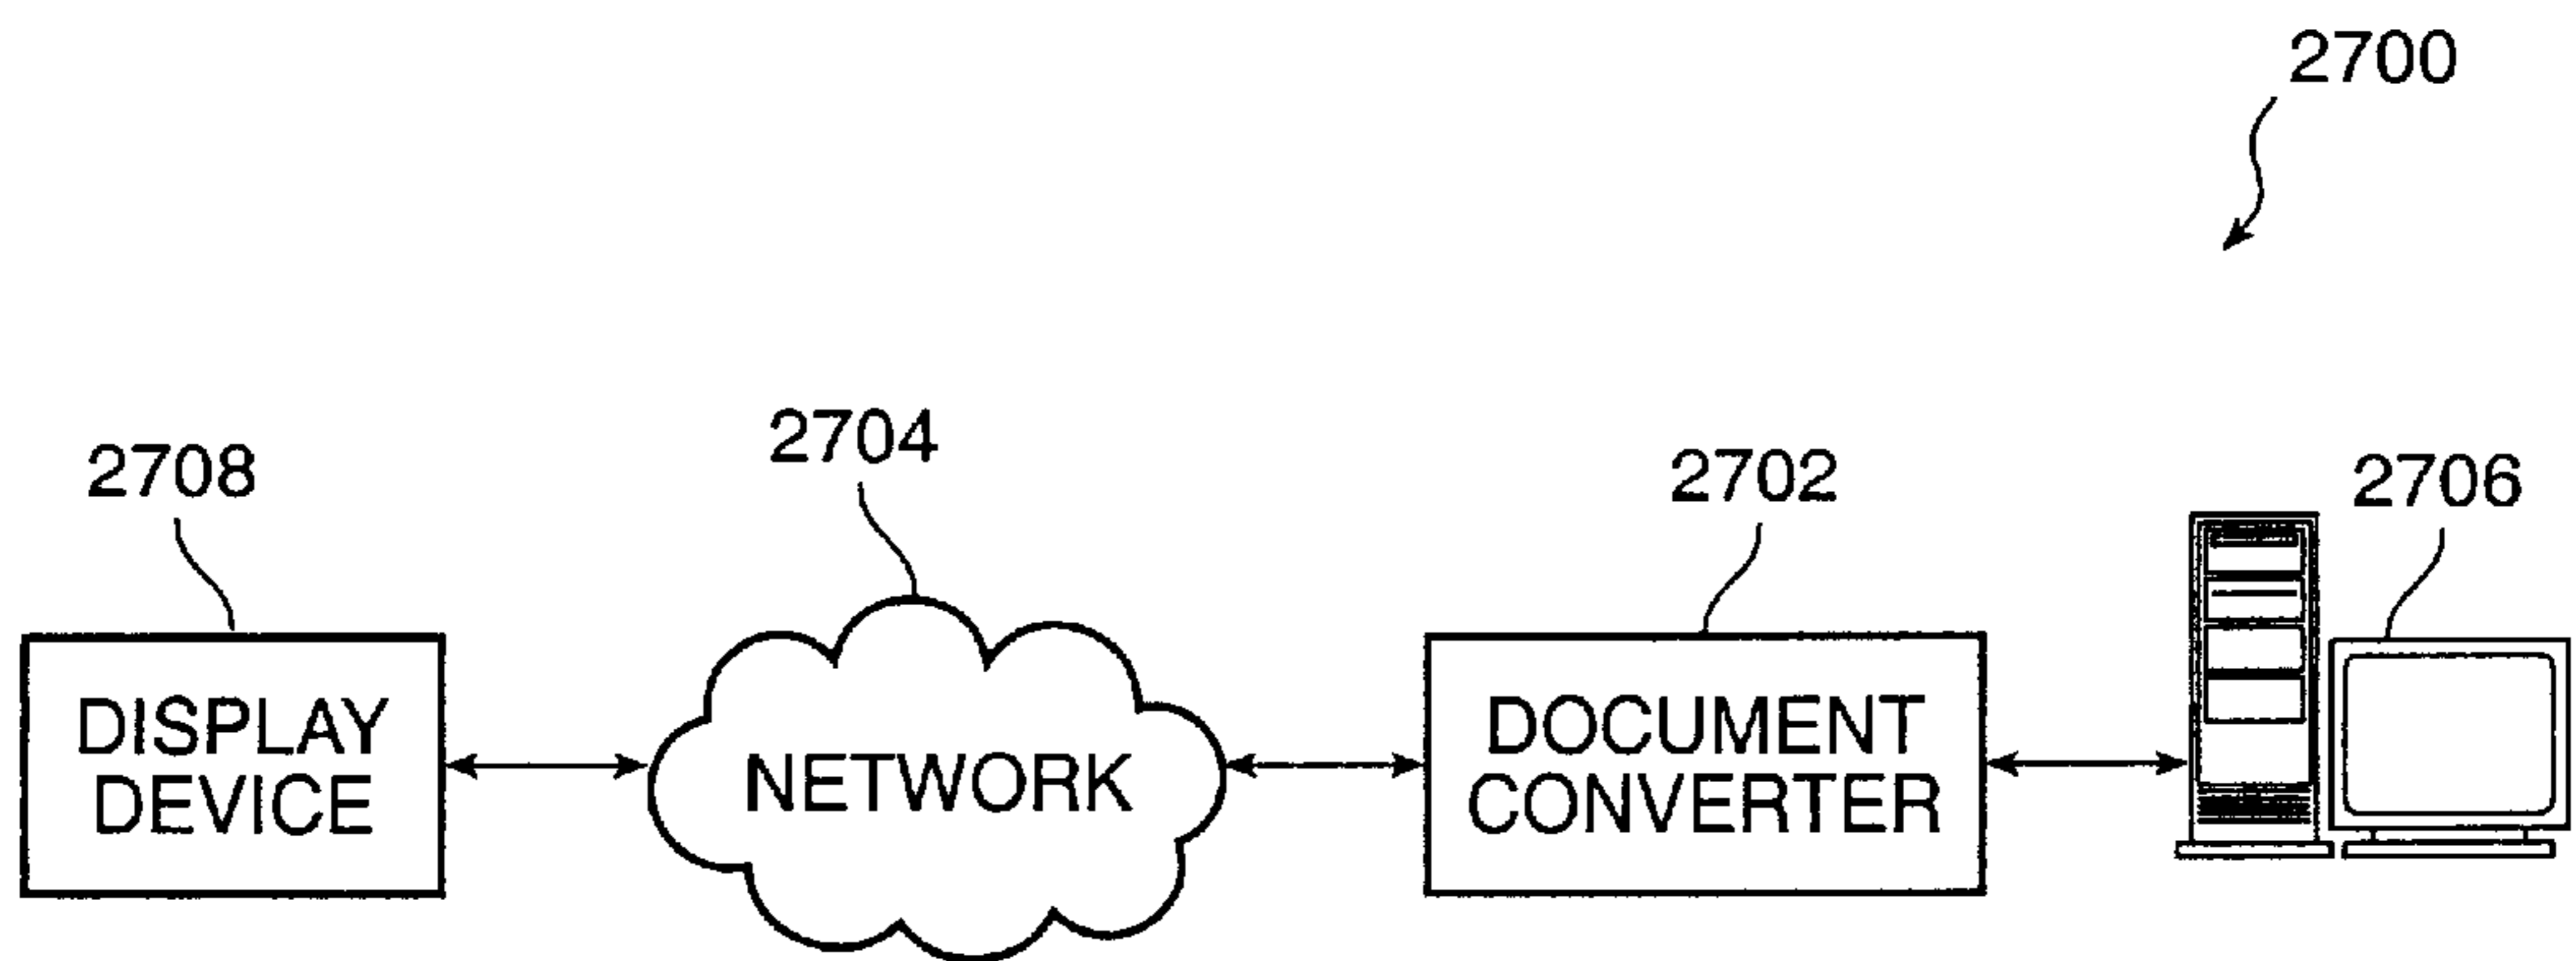 2700
2704
2708
2702
2706
DISPLAY
DEVICE
NETWORK
DOCUMENT
CONVERTER